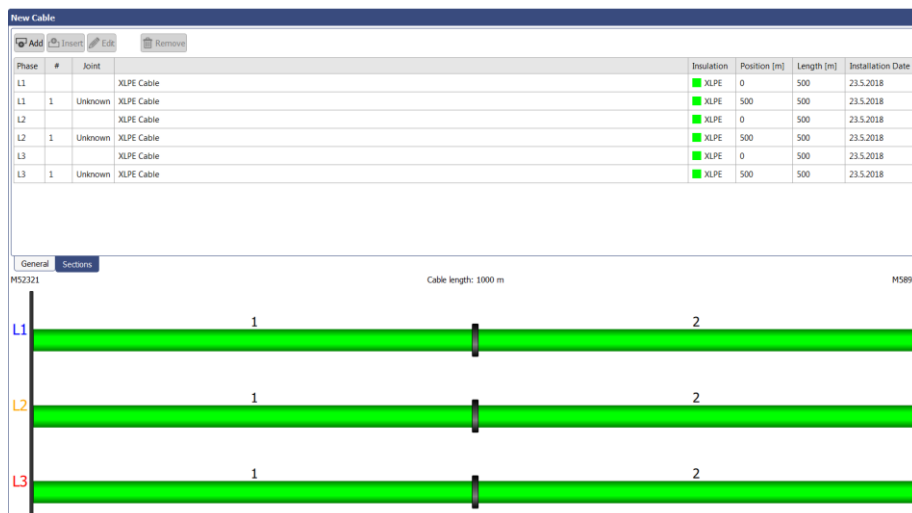 New Cable
Add Insert Edit Remove
Phase # Joint Insulation Position [m] Length [m] Installation Date
L1 XLPE Cable XLPE 0 500 23.5.2018
L1 1 Unknown XLPE Cable XLPE 500 500 23.5.2018
L2 XLPE Cable XLPE 0 500 23.5.2018
L2 1 Unknown XLPE Cable XLPE 500 500 23.5.2018
L3 XLPE Cable XLPE 0 500 23.5.2018
L3 1 Unknown XLPE Cable XLPE 500 500 23.5.2018
General Sections
M52321 Cable length: 1000 m M589
1 2
L1
1 2
L2
1 2
L3